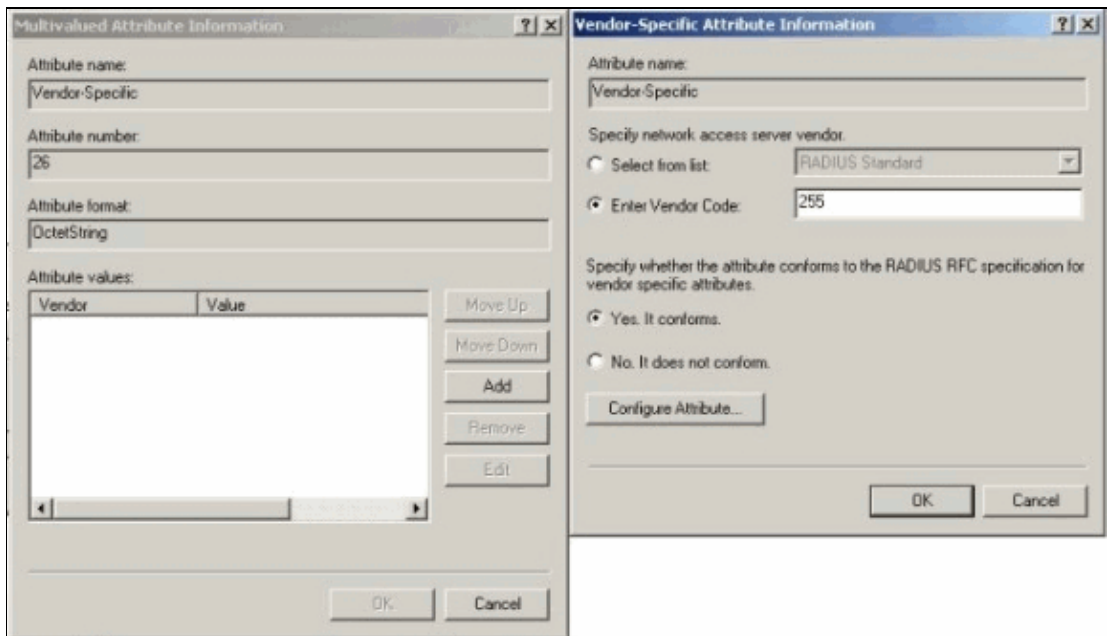 Multivalued Attribute Information
Attribute name:
Vendor-Specific
Attribute number:
26
Attribute format:
OctetString
Attribute values:
Vendor Value
Move Up
Move Down
Add
Remove
Edit
OK Cancel
Vendor-Specific Attribute Information
Attribute name:
Vendor-Specific
Specify network access server vendor.
Select from list: RADIUS Standard
Enter Vendor Code: 255
Specify whether the attribute conforms to the RADIUS RFC specification for
vendor specific attributes.
Yes. It conforms.
No. It does not conform.
Configure Attribute...
OK Cancel